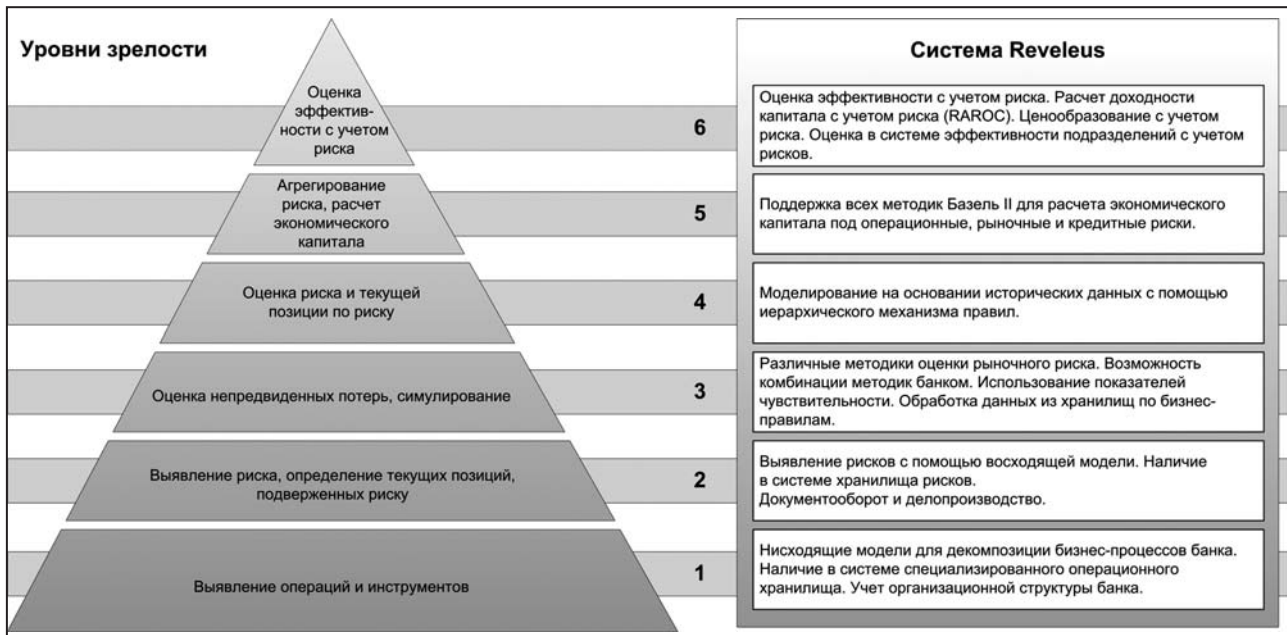 Уровни зрелости
Система Reveleus
Оценка
эффектив-
ности с учетом
риска
6
Оценка эффективности с учетом риска. Расчет доходности
капитала с учетом риска (RAROC). Ценообразование с учетом
риска. Оценка в системе эффективности подразделений с учетом
рисков.
Агрегирование
риска, расчет
экономического
капитала
5
Поддержка всех методик Базель II для расчета экономического
капитала под операционные, рыночные и кредитные риски.
Оценка риска и текущей
позиции по риску
4
Моделирование на основании исторических данных с помощью
иерархического механизма правил.
Оценка непредвиденных потерь, симулирование
3
Различные методики оценки рыночного риска. Возможность
комбинации методик банком. Использование показателей
чувствительности. Обработка данных из хранилищ по бизнес-
правилам.
Выявление риска, определение текущих позиций,
подверженных риску
2
Выявление рисков с помощью восходящей модели. Наличие
в системе хранилища рисков.
Документооборот и делопроизводство.
Выявление операций и инструментов
1
Нисходящие модели для декомпозиции бизнес-процессов банка.
Наличие в системе специализированного операционного
хранилища. Учет организационной структуры банка.